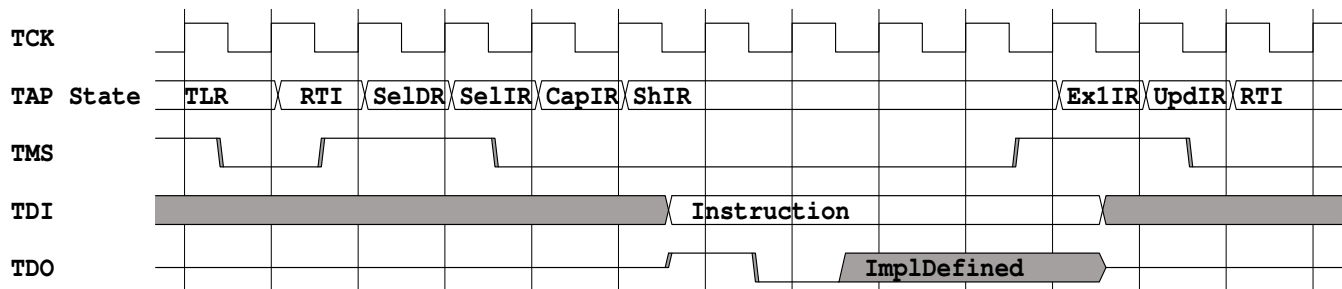 TCK
TAP State TLR RTI SelDR SelIR CapIR ShIR Ex1IR UpdIR RTI
TMS
TDI Instruction
TDO ImplDefined